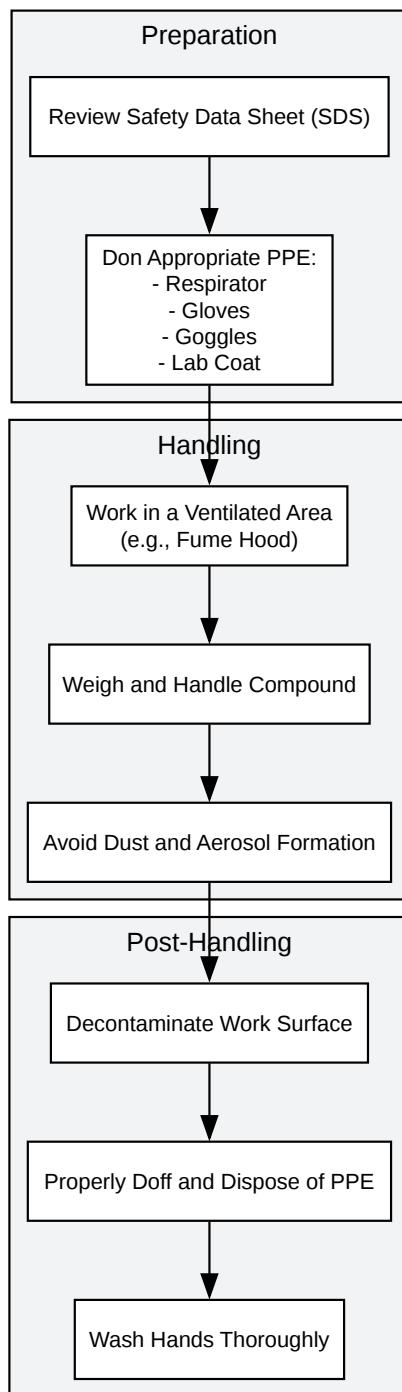 Preparation
Review Safety Data Sheet (SDS)
Don Appropriate PPE:
- Respirator
- Gloves
- Goggles
- Lab Coat
Handling
Work in a Ventilated Area
(e.g., Fume Hood)
Weigh and Handle Compound
Avoid Dust and Aerosol Formation
Post-Handling
Decontaminate Work Surface
Properly Doff and Dispose of PPE
Wash Hands Thoroughly